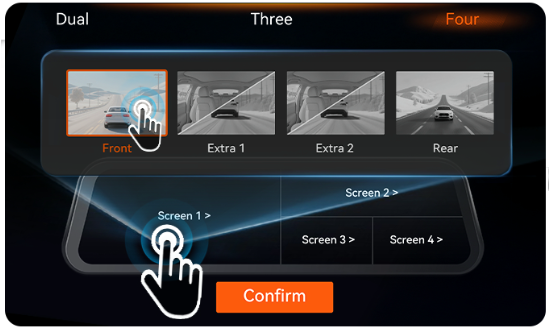 Dual Three Four
Front Extra 1 Extra 2 Rear
Screen 2 >
Screen 1 >
Screen 3 > Screen 4 >
Confirm